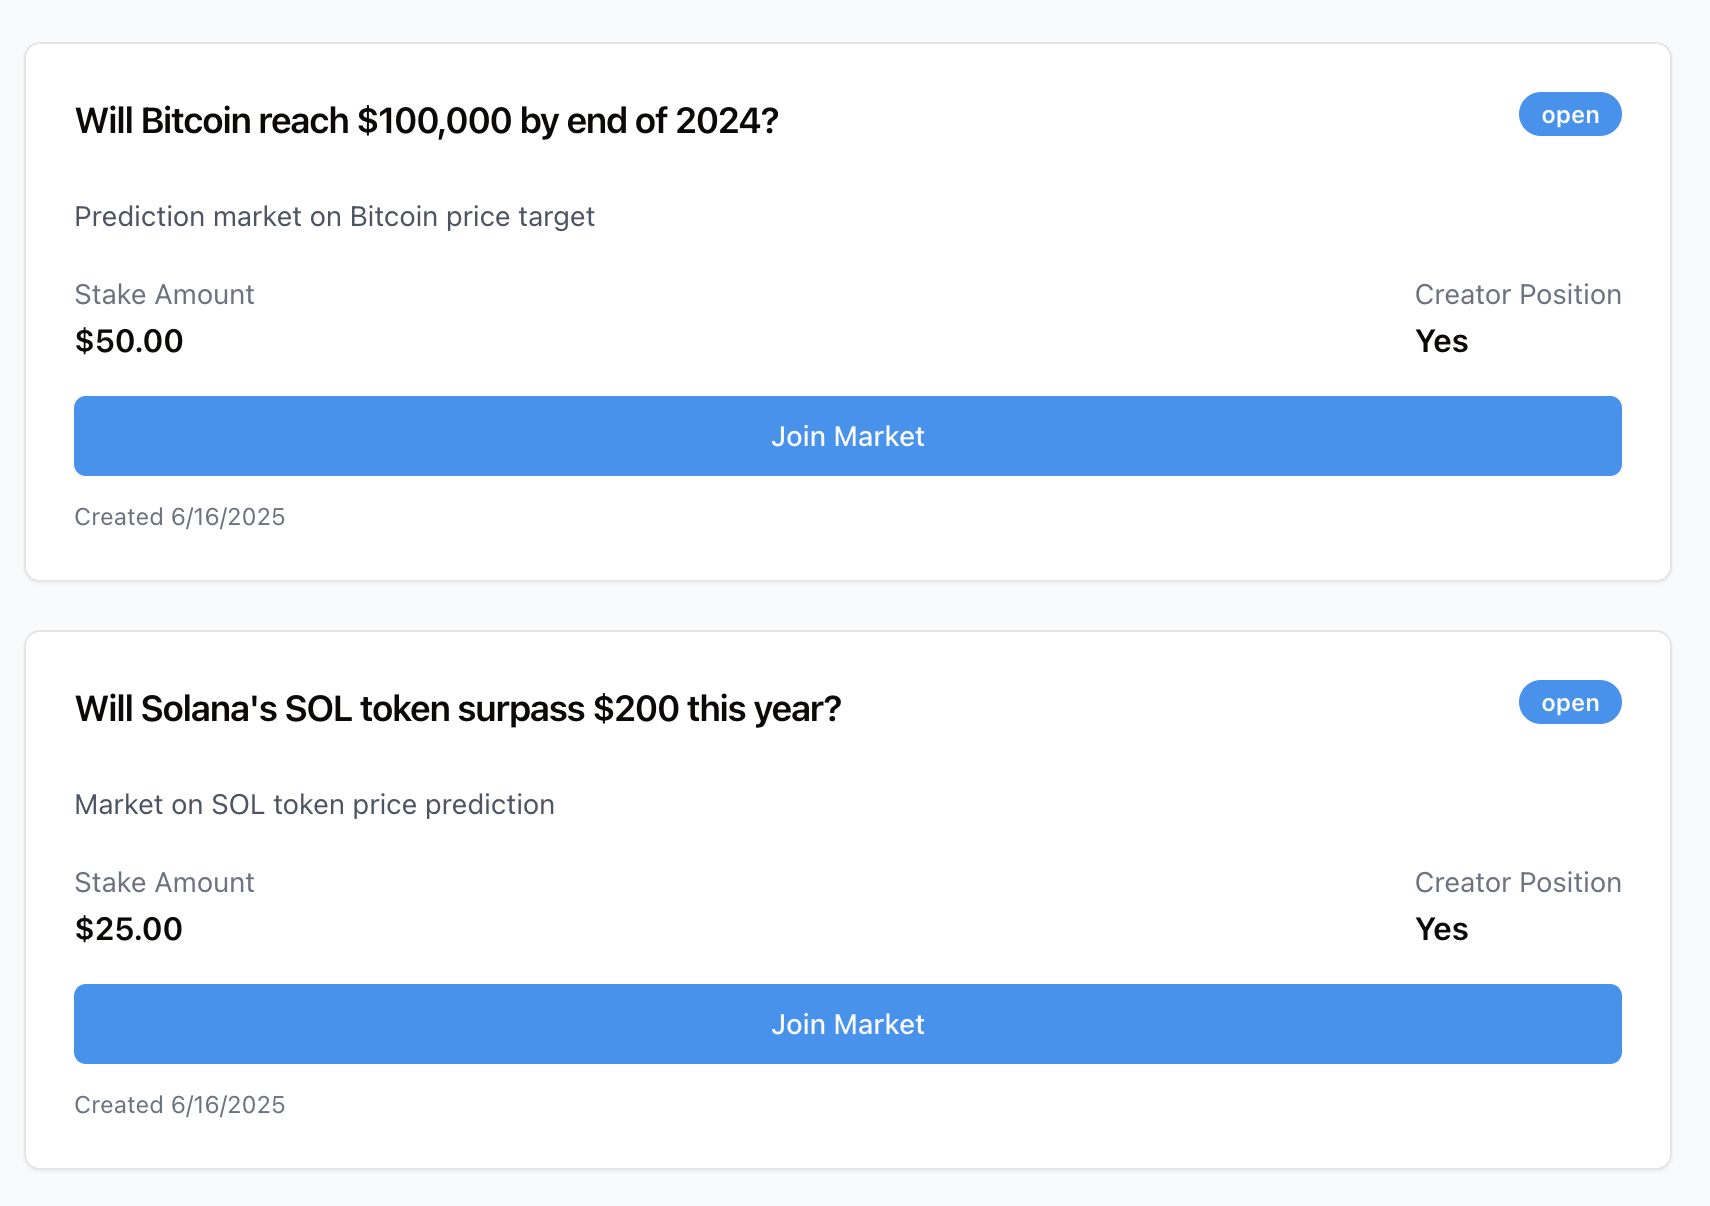 Will Bitcoin reach $100,000 by end of 2024?
open
Prediction market on Bitcoin price target
Stake Amount
Creator Position
$50.00
Yes
Join Market
Created 6/16/2025
Will Solana's SOL token surpass $200 this year?
open
Market on SOL token price prediction
Stake Amount
Creator Position
$25.00
Yes
Join Market
Created 6/16/2025